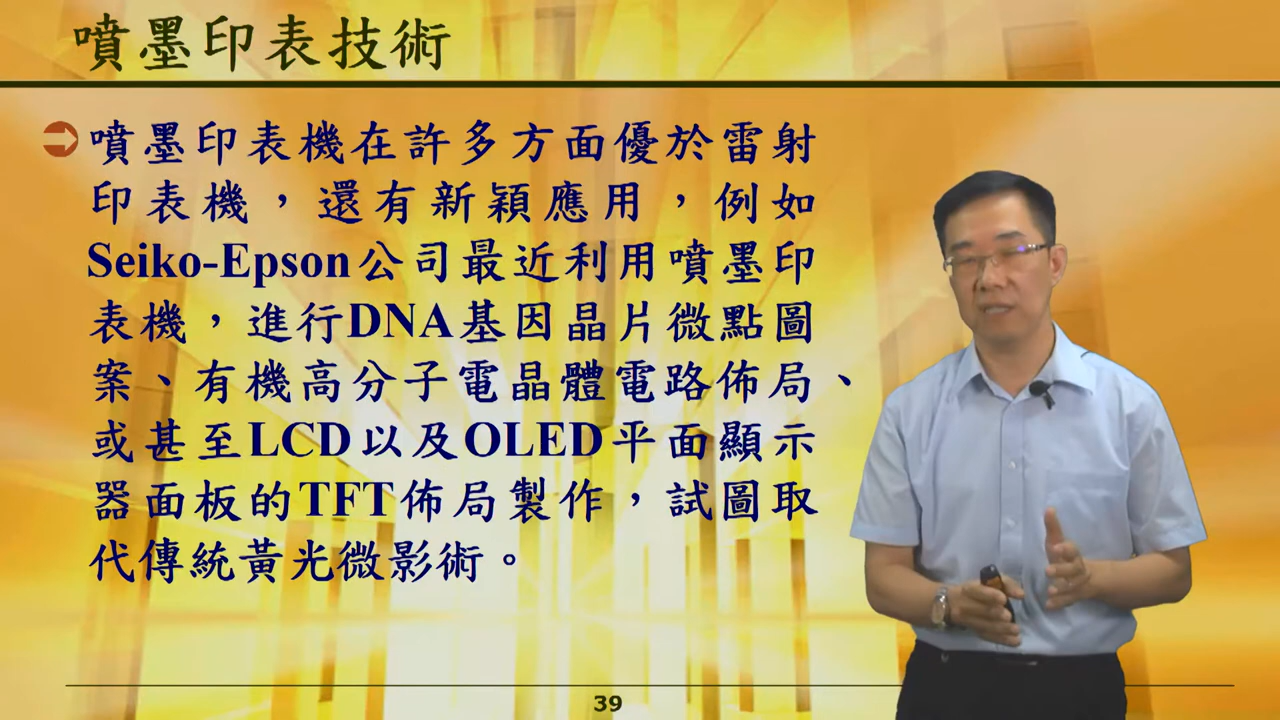 噴墨印表技術
噴墨印表機在許多方面優於雷射
印表機，還有新穎應用，例如
Seiko-Epson公司最近利用噴墨印
表機，進行DNA基因晶片微點圖
案、有機高分子電晶體電路佈局、
或甚至LCD以及OLED平面顯示
器面板的TFT佈局製作，試圖取
代傳統黃光微影術。
39